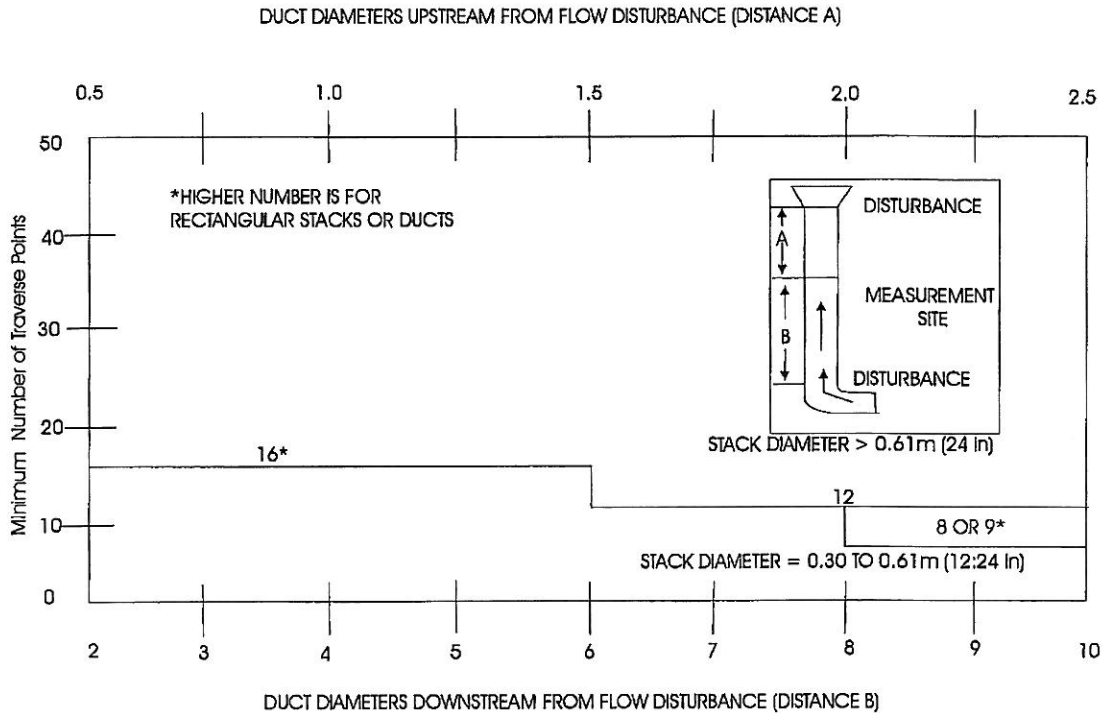 DUCT DIAMETERS UPSTREAM FROM FLOW DISTURBANCE (DISTANCE A)
0.5 1.0 1.5 2.0 2.5
50
*HIGHER NUMBER IS FOR
RECTANGULAR STACKS OR DUCTS
DISTURBANCE
40
A
MEASUREMENT
SITE
30
B
DISTURBANCE
20
STACK DIAMETER > 0.61m (24 in)
16*
12
10
8 OR 9*
STACK DIAMETER = 0.30 TO 0.61m (12:24 in)
0
Minimum Number of Traverse Points
2 3 4 5 6 7 8 9 10
DUCT DIAMETERS DOWNSTREAM FROM FLOW DISTURBANCE (DISTANCE B)